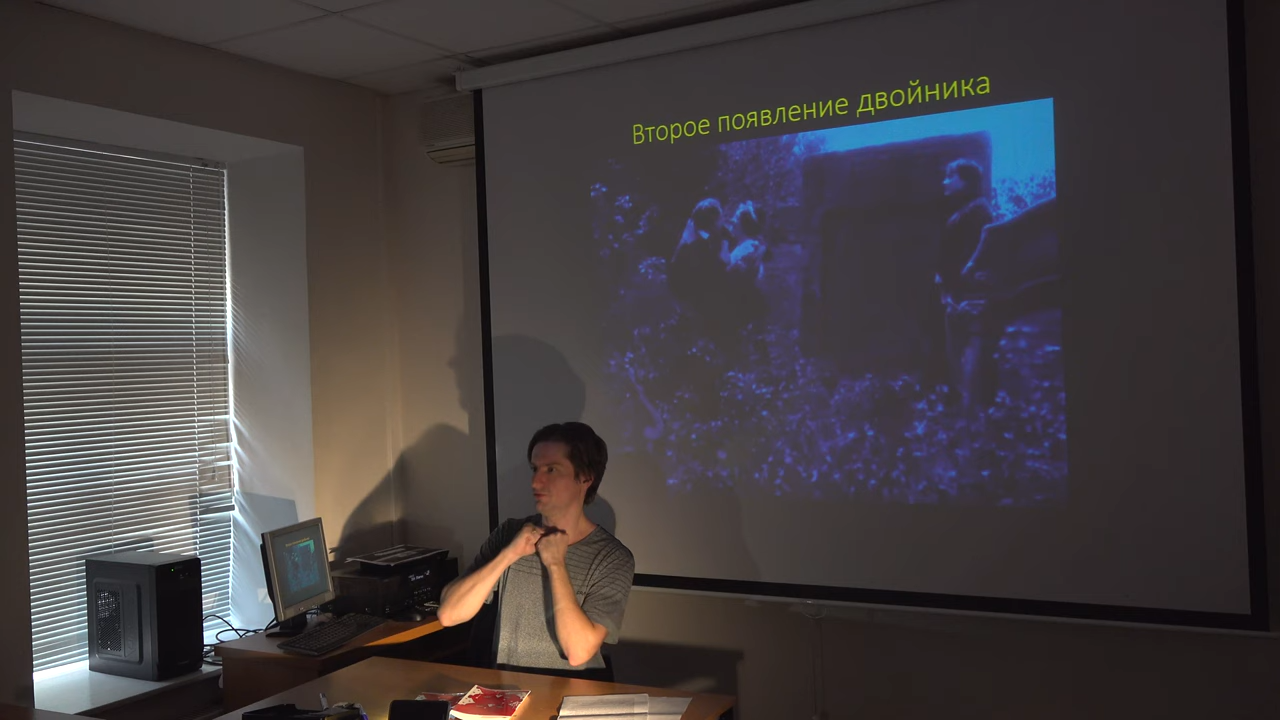 Второе появление двойника